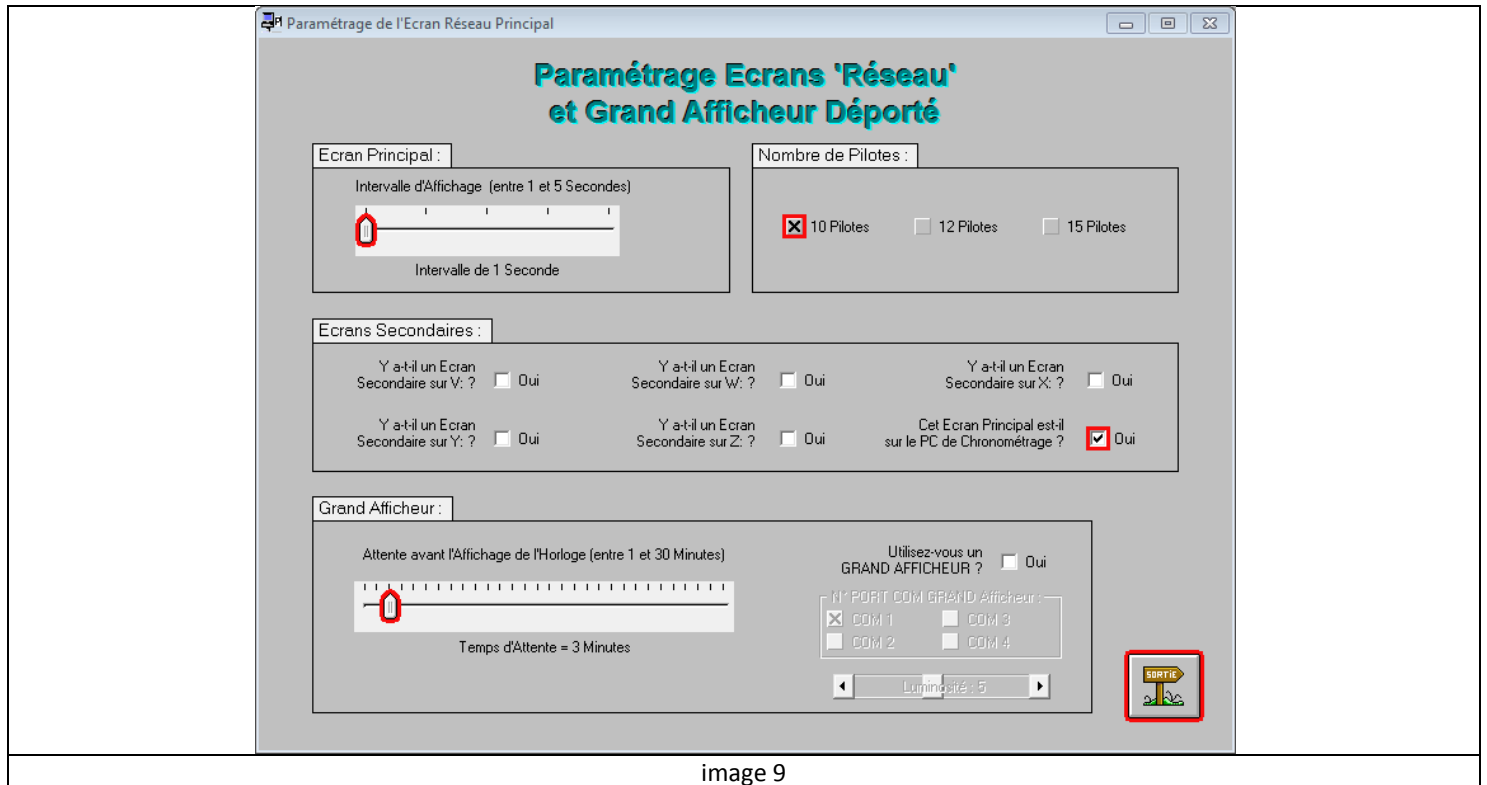 Paramétrage de l'Ecran Réseau Principal
Paramétrage Ecrans 'Réseau'
et Grand Afficheur Déporté
Ecran Principal :
Intervalle d'Affichage (entre 1 et 5 Secondes)
Intervalle de 1 Seconde
Nombre de Pilotes :
10 Pilotes
12 Pilotes
15 Pilotes
Ecrans Secondaires :
Y a-t-il un Ecran
Secondaire sur V: ?
Oui
Y a-t-il un Ecran
Secondaire sur W: ?
Oui
Y a-t-il un Ecran
Secondaire sur X: ?
Oui
Y a-t-il un Ecran
Secondaire sur Y: ?
Oui
Y a-t-il un Ecran
Secondaire sur Z: ?
Oui
Cet Ecran Principal est-il
sur le PC de Chronométrage ?
Oui
Grand Afficheur :
Attente avant l'Affichage de l'Horloge (entre 1 et 30 Minutes)
Temps d'Attente = 3 Minutes
Utilisez-vous un
GRAND AFFICHEUR ?
Oui
N° PORT COM GRAND Afficheur :
COM 1
COM 3
COM 2
COM 4
Luminosité : 5
SORTIE
image 9